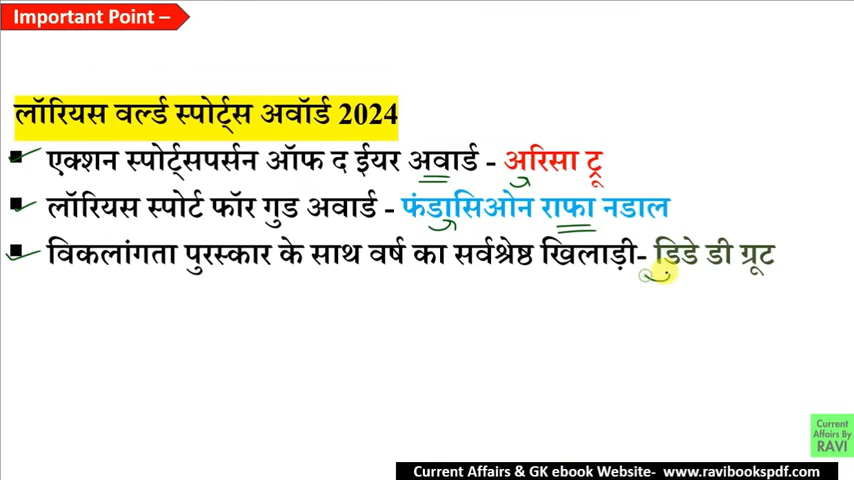 Important Point –
लॉरियस वर्ल्ड स्पोर्ट्स अवॉर्ड 2024
▪ एक्शन स्पोर्ट्सपर्सन ऑफ द ईयर अवार्ड - अरिसा ट्रू
▪ लॉरियस स्पोर्ट फॉर गुड अवार्ड - फंडासिओन राफा नडाल
▪ विकलांगता पुरस्कार के साथ वर्ष का सर्वश्रेष्ठ खिलाड़ी- डिडे डी ग्रूट
Current
Affairs By
RAVI
Current Affairs & GK ebook Website- www.ravibookspdf.com